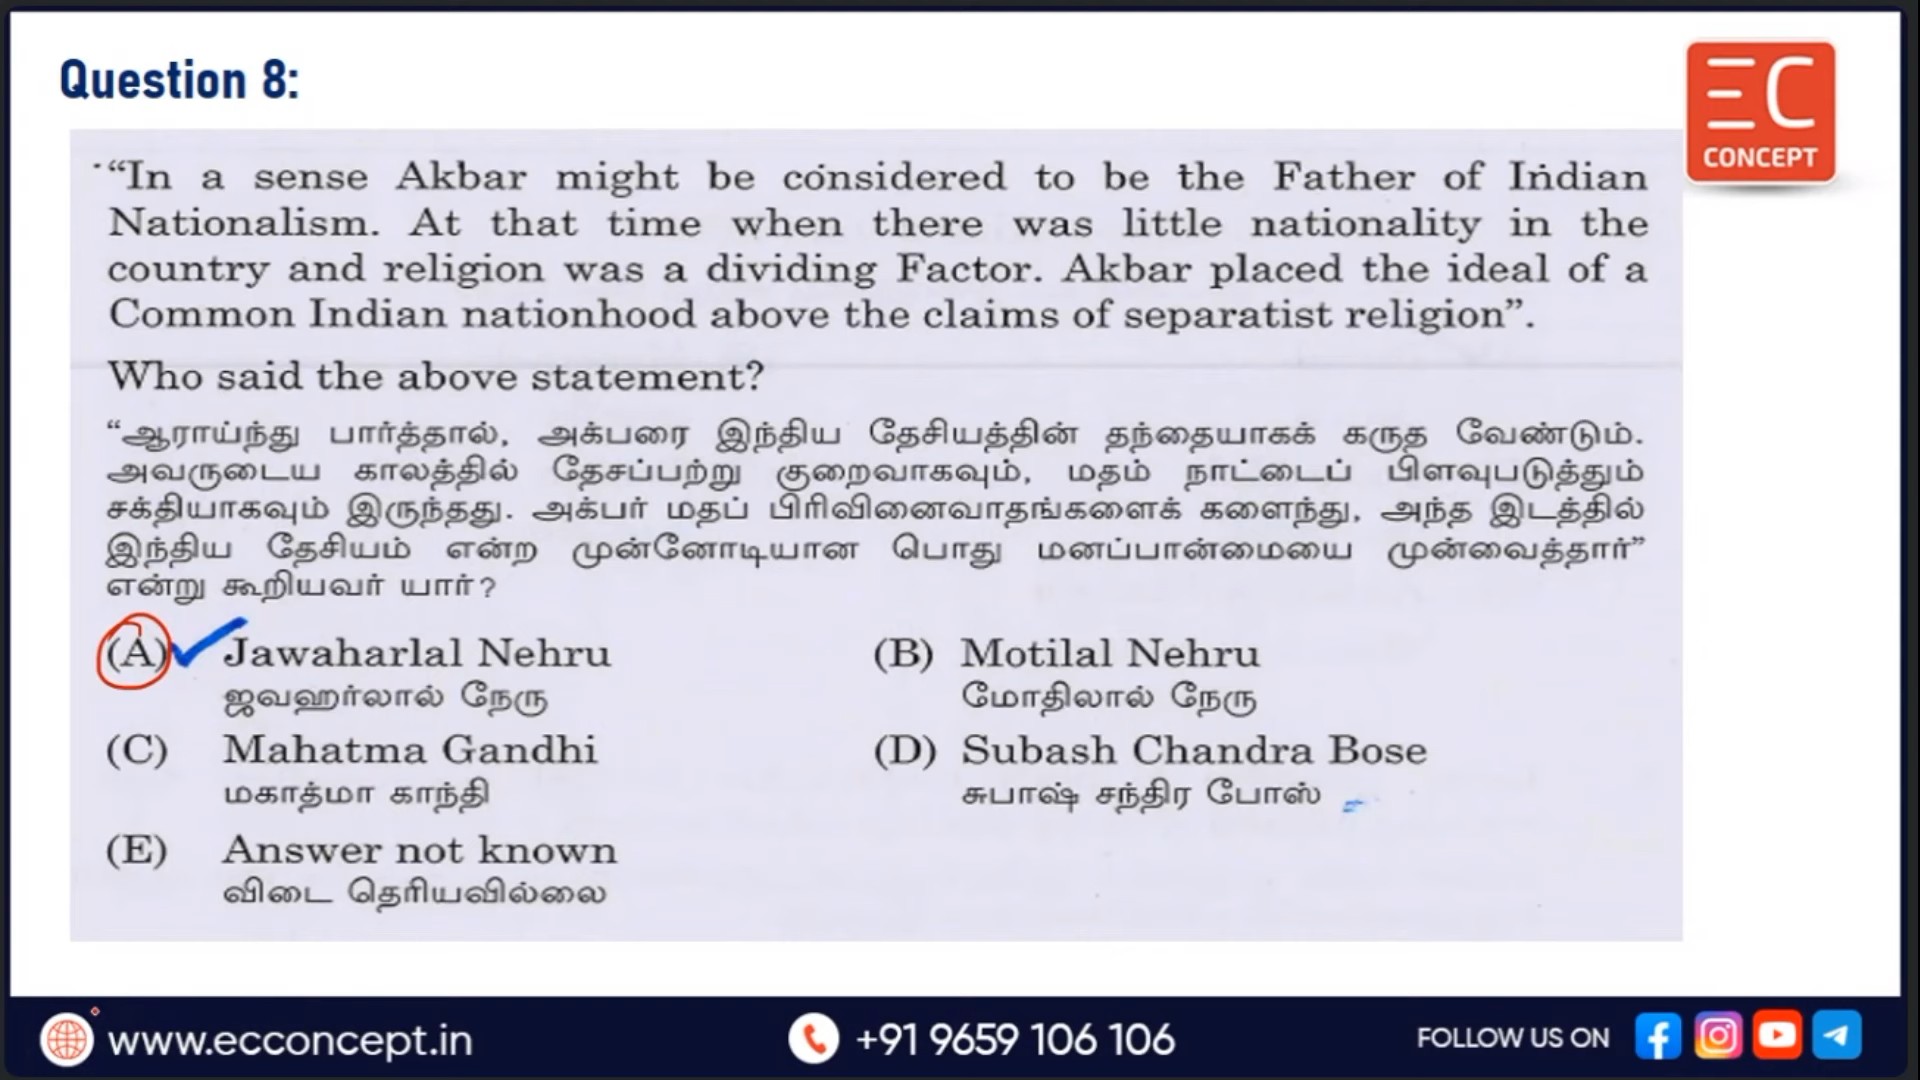 Question 8:
EC
CONCEPT
“In a sense Akbar might be considered to be the Father of Indian
Nationalism. At that time when there was little nationality in the
country and religion was a dividing Factor. Akbar placed the ideal of a
Common Indian nationhood above the claims of separatist religion”.
Who said the above statement?
“ஆராய்ந்து பார்த்தால், அக்பரை இந்திய தேசியத்தின் தந்தையாகக் கருத வேண்டும்.
அவருடைய காலத்தில் தேசப்பற்று குறைவாகவும், மதம் நாட்டைப் பிளவுபடுத்தும்
சக்தியாகவும் இருந்தது. அக்பர் மதப் பிரிவினைவாதங்களைக் களைந்து, அந்த இடத்தில்
இந்திய தேசியம் என்ற முன்னோடியான பொது மனப்பான்மையை முன்வைத்தார்”
என்று கூறியவர் யார்?
(A) Jawaharlal Nehru (B) Motilal Nehru
ஜவஹர்லால் நேரு மோதிலால் நேரு
(C) Mahatma Gandhi (D) Subash Chandra Bose
மகாத்மா காந்தி சுபாஷ் சந்திர போஸ்
(E) Answer not known
விடை தெரியவில்லை
www.ecconcept.in +91 9659 106 106 FOLLOW US ON